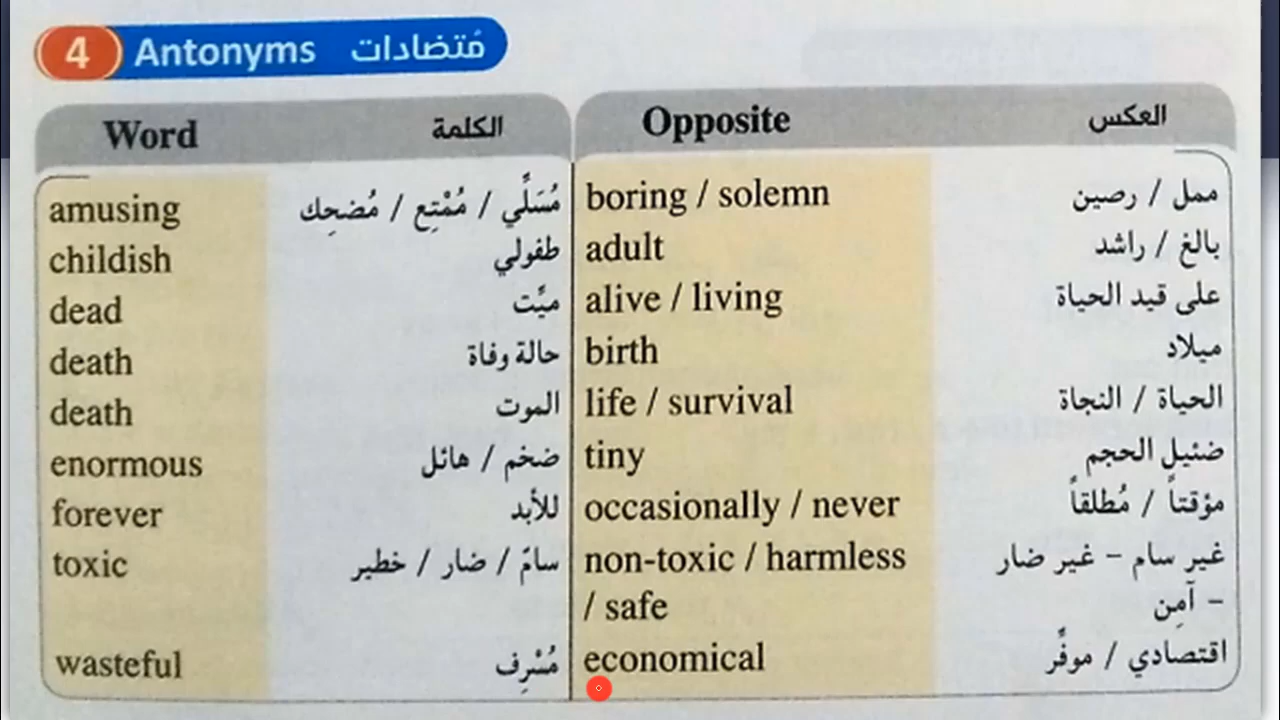 4 Antonyms مُتضادات
Word الكلمة Opposite العكس
amusing مُسَلِّي / مُمْتِع / مُضحِك boring / solemn ممل / رصين
childish طفولي adult بالغ / راشد
dead ميِّت alive / living على قيد الحياة
death حالة وفاة birth ميلاد
death الموت life / survival الحياة / النجاة
enormous ضخم / هائل tiny ضئيل الحجم
forever للأبد occasionally / never مؤقتاً / مُطلقاً
toxic سامّ / ضار / خطير non-toxic / harmless غير سام – غير ضار
/ safe – آمِن
wasteful مُسْرِف economical اقتصادي / موفِّر